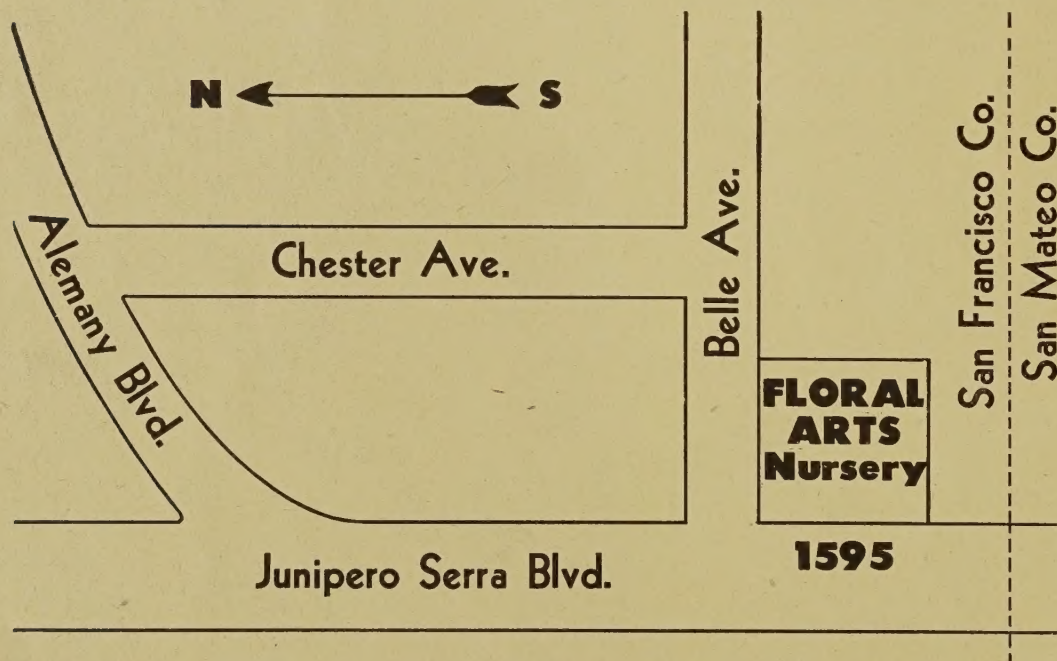 N S
San Francisco Co.
San Mateo Co.
Alemany Blvd.
Chester Ave.
Belle Ave.
FLORAL
ARTS
Nursery
1595
Junipero Serra Blvd.